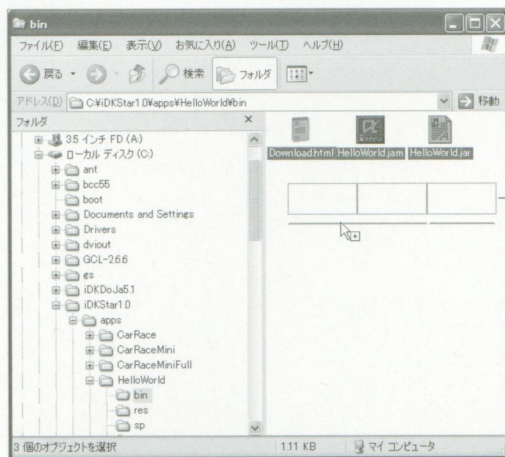 bin
ファイル(F) 編集(E) 表示(V) お気に入り(A) ツール(T) ヘルプ(H)
戻る 検索 フォルダ
アドレス(D) C:¥iDKStar1.0¥apps¥HelloWorld¥bin 移動
フォルダ
3.5 インチ FD (A:)
ローカル ディスク (C:)
ant
bcc55
boot
Documents and Settings
Drivers
dviout
GCL-2.6.6
gs
iDKDoJa5.1
iDKStar1.0
apps
CarRace
CarRaceMini
CarRaceMiniFull
HelloWorld
bin
res
sp
Download.html HelloWorld.jam HelloWorld.jar
3 個のオブジェクトを選択 1.11 KB マイ コンピュータ